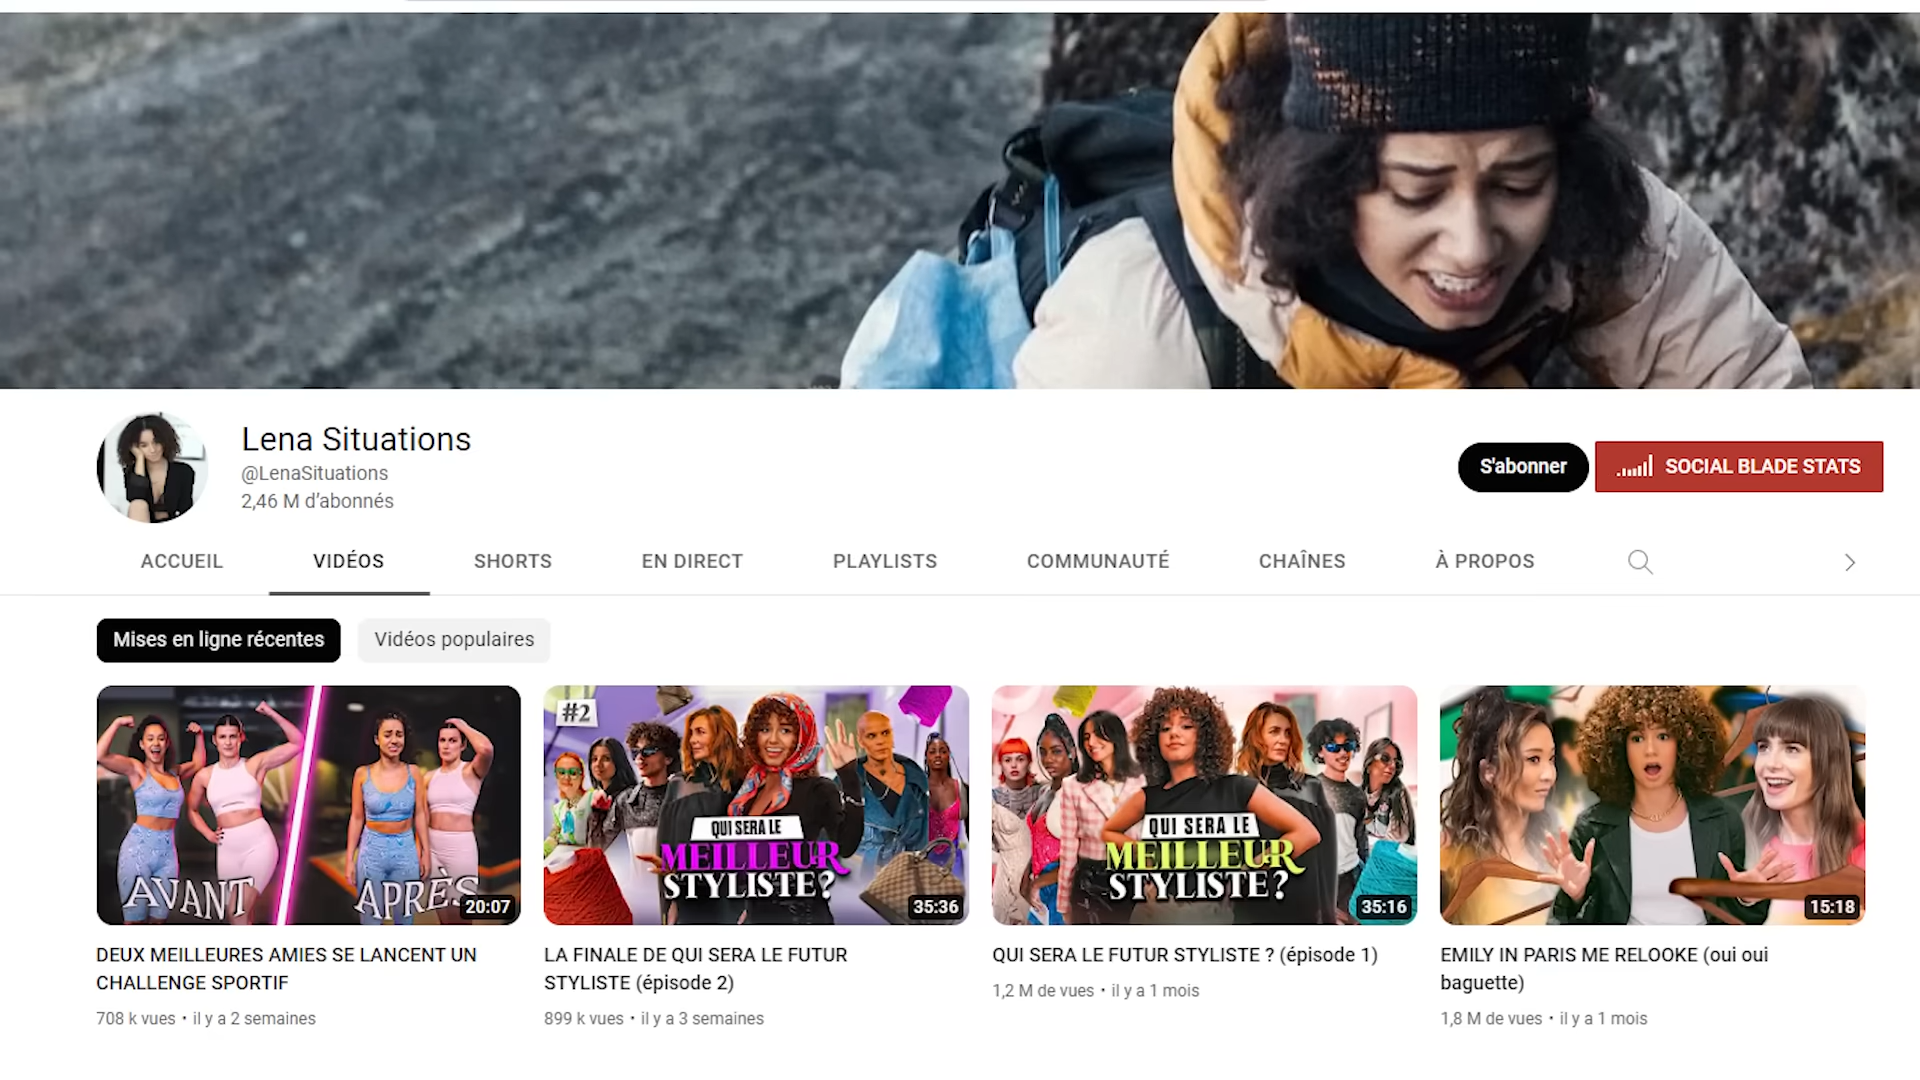 Lena Situations
@LenaSituations
2,46 M d’abonnés
S'abonner
SOCIAL BLADE STATS
ACCUEIL
VIDÉOS
SHORTS
EN DIRECT
PLAYLISTS
COMMUNAUTÉ
CHAÎNES
À PROPOS
Mises en ligne récentes
Vidéos populaires
AVANT
APRÈS
20:07
DEUX MEILLEURES AMIES SE LANCENT UN
CHALLENGE SPORTIF
708 k vues • il y a 2 semaines
#2
QUI SERA LE
MEILLEUR
STYLISTE?
35:36
LA FINALE DE QUI SERA LE FUTUR
STYLISTE (épisode 2)
899 k vues • il y a 3 semaines
QUI SERA LE
MEILLEUR
STYLISTE?
35:16
QUI SERA LE FUTUR STYLISTE ? (épisode 1)
1,2 M de vues • il y a 1 mois
15:18
EMILY IN PARIS ME RELOOKE (oui oui
baguette)
1,8 M de vues • il y a 1 mois